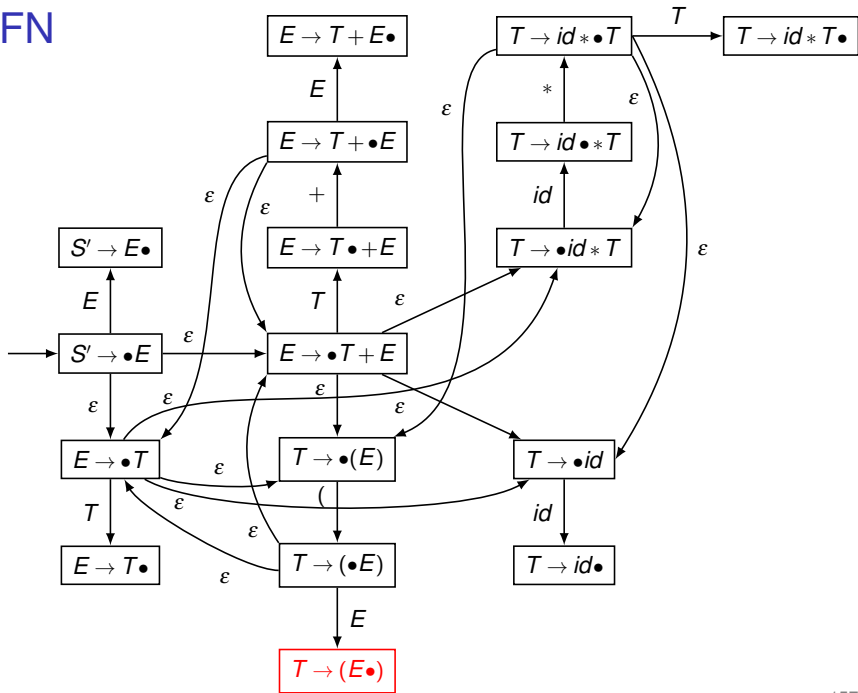 FN
E → T + E•
T → id * •T
T
T → id * T•
E
ε
*
ε
E → T + •E
T → id • *T
ε
ε
+
id
S′ → E•
E → T• + E
T → •id * T
ε
E
T
ε
S′ → •E
ε
E → •T + E
ε
ε
ε
ε
E → •T
T → •(E)
T → •id
ε
T
ε
(
id
ε
E → T•
ε
T → (•E)
T → id•
E
T → (E•)